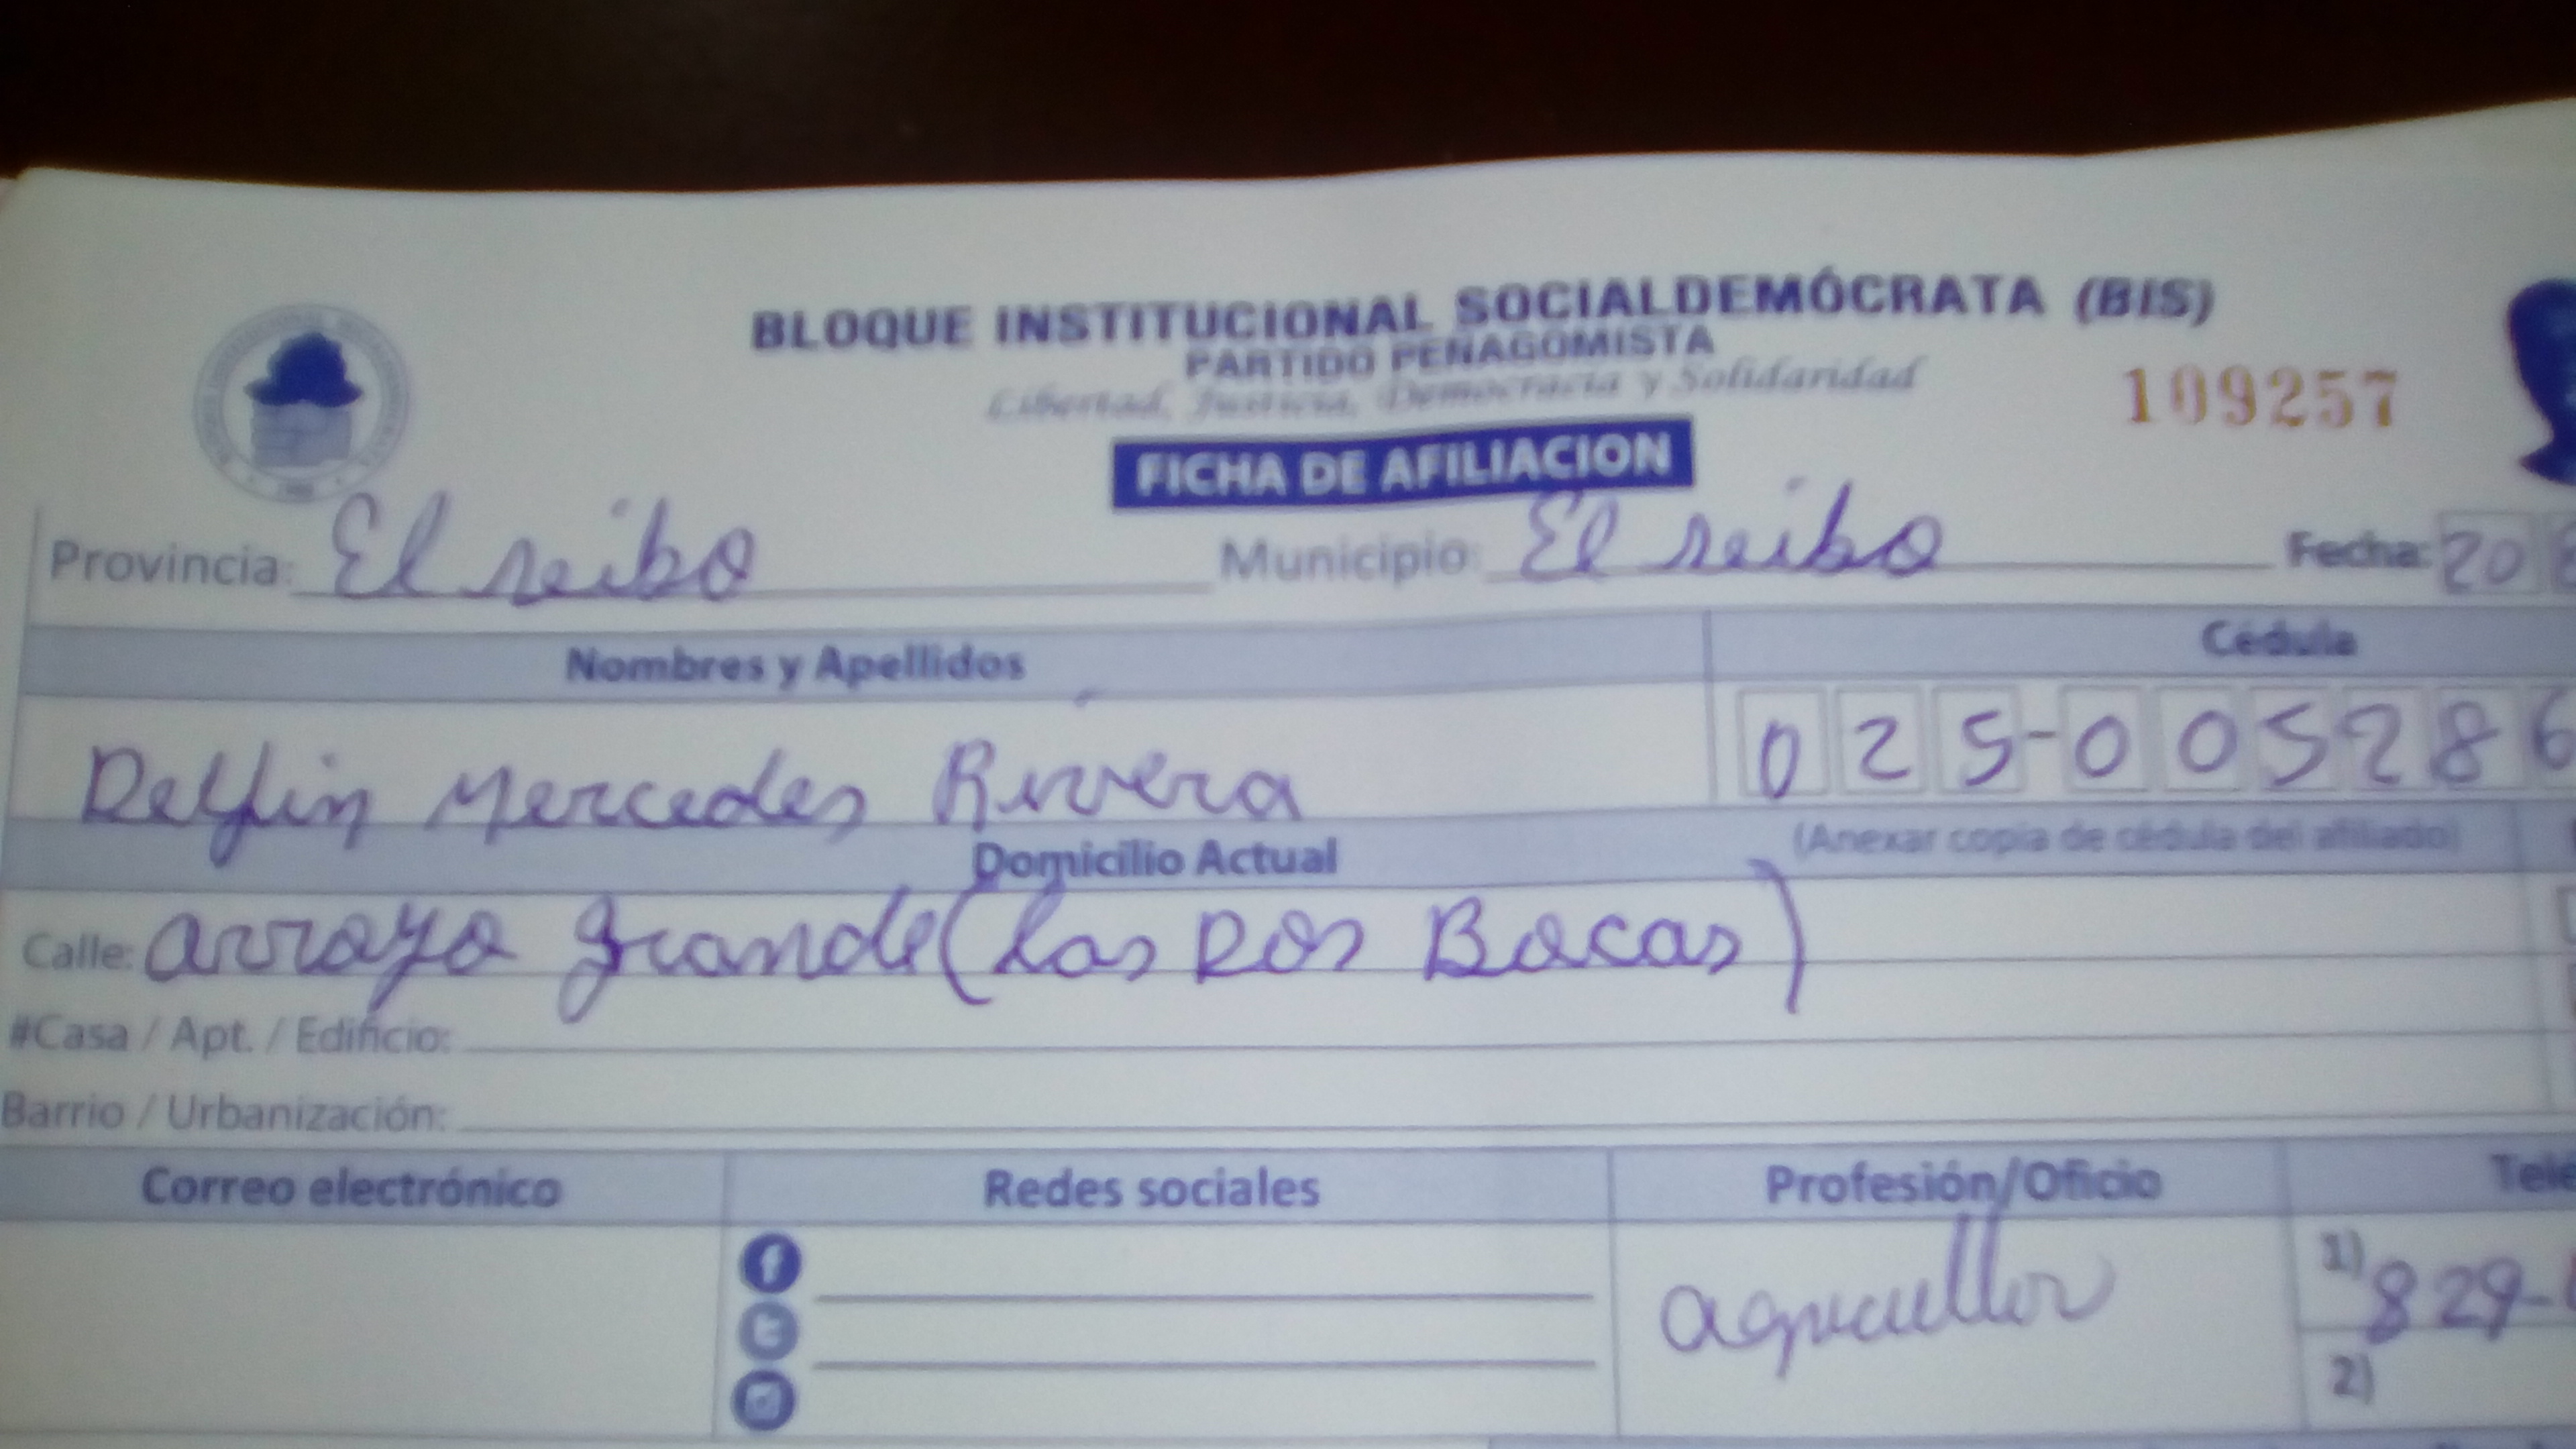 BLOQUE INSTITUCIONAL SOCIALDEMÓCRATA (BIS)
PARTIDO PEÑAGOMISTA
Libertad, Justicia, Democracia y Solidaridad
109257
FICHA DE AFILIACION
Provincia: El seibo Municipio: El seibo Fecha: 20
Nombres y Apellidos Cédula
Delfin Mercedes Rivera 025-005286
Domicilio Actual (Anexar copia de cédula del afiliado)
Calle: arroyo grande (las Dos Bocas)
#Casa / Apt. / Edificio:
Barrio / Urbanización:
Correo electrónico Redes sociales Profesión/Oficio Telé
agricultor 1) 829-
2)